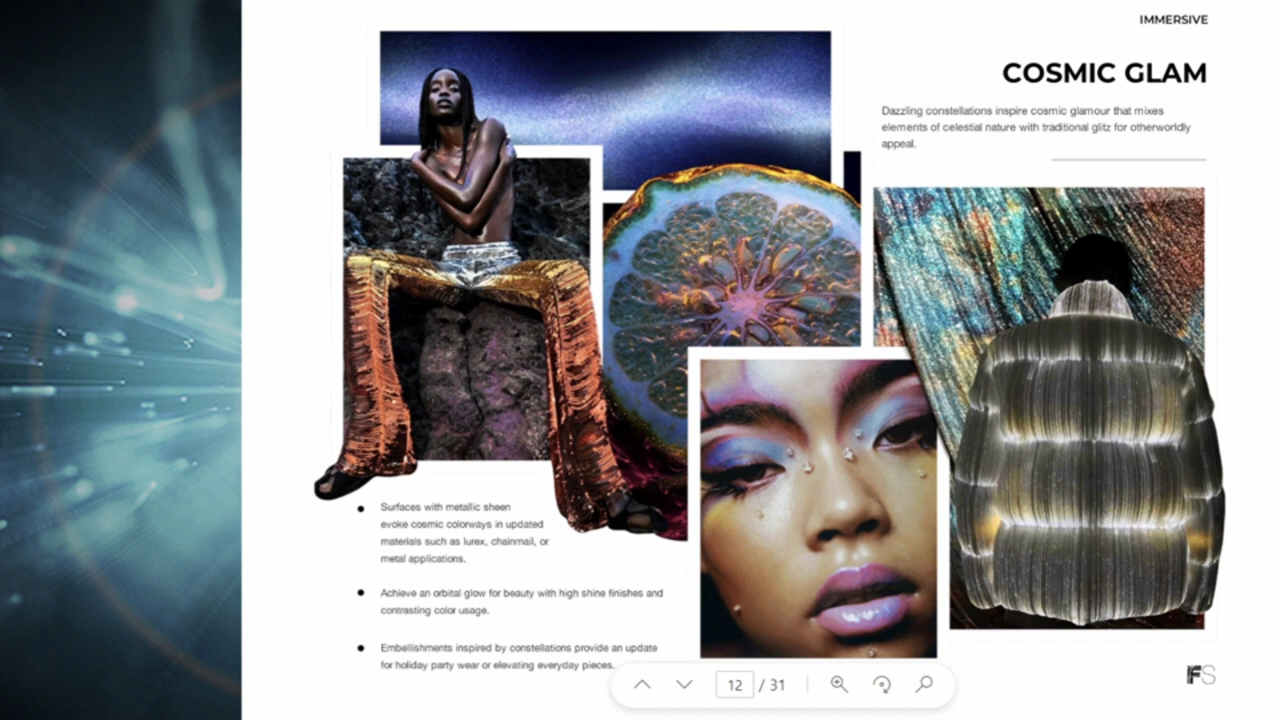 IMMERSIVE
COSMIC GLAM
Dazzling constellations inspire cosmic glamour that mixes
elements of celestial nature with traditional glitz for otherworldly
appeal.
Surfaces with metallic sheen
evoke cosmic colorways in updated
materials such as lurex, chainmail, or
metal applications.
Achieve an orbital glow for beauty with high shine finishes and
contrasting color usage.
Embellishments inspired by constellations provide an update
for holiday party wear or elevating everyday pieces.
12 / 31
FS